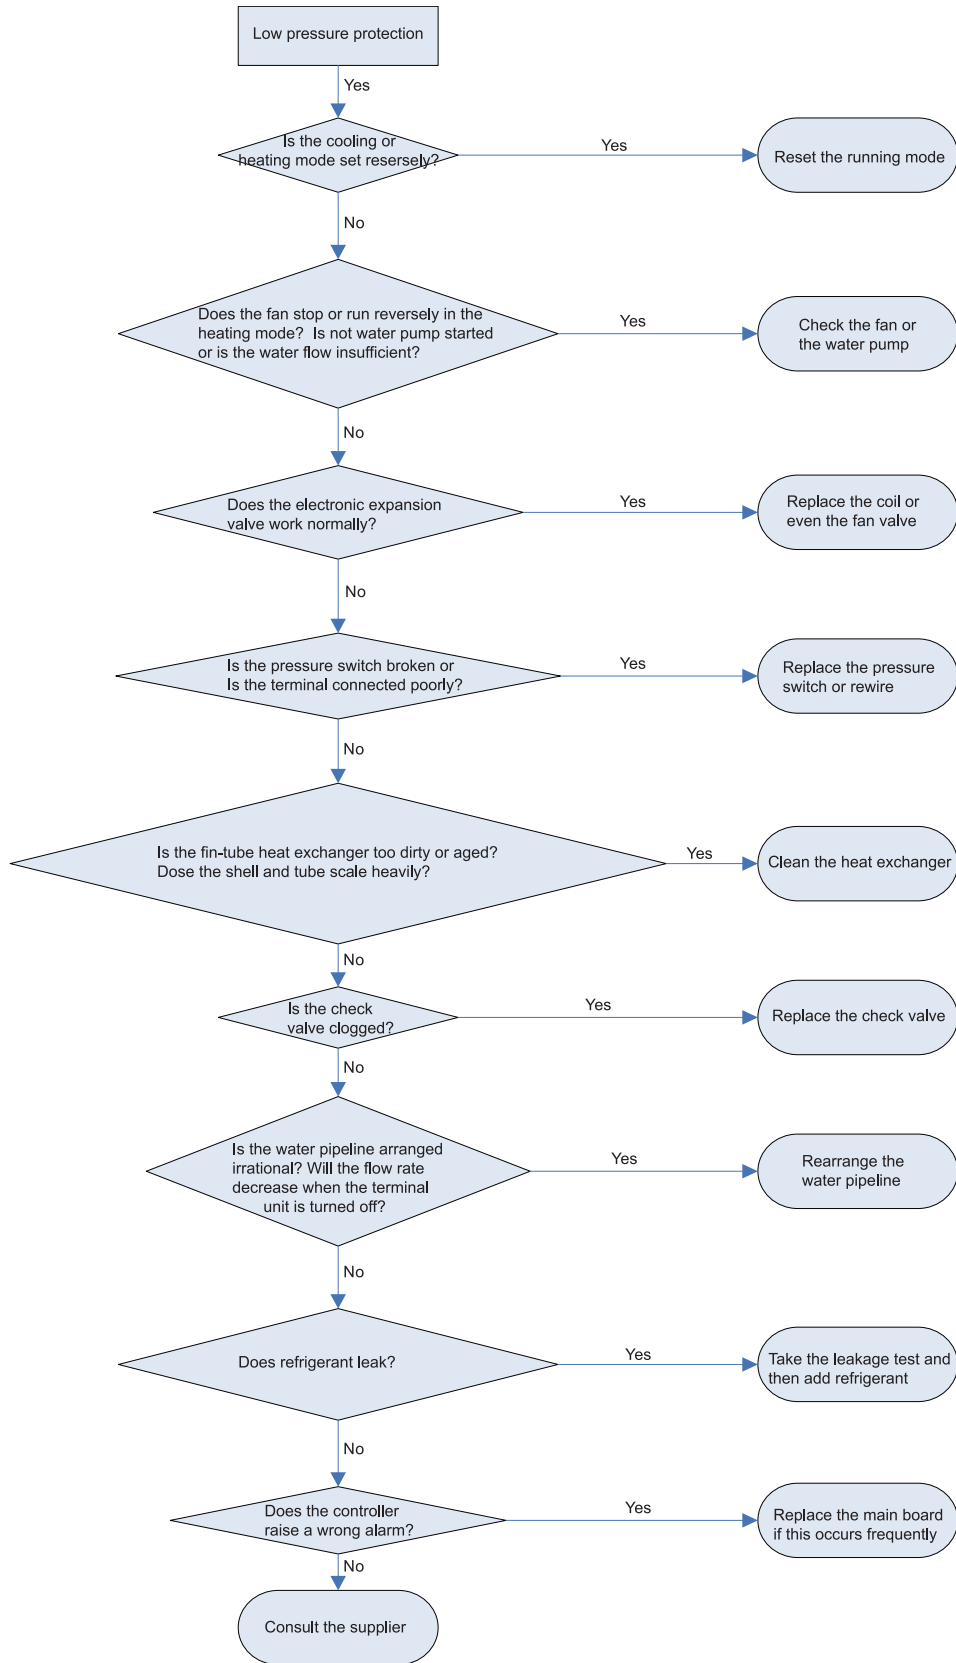 Low pressure protection
Yes
Is the cooling or
heating mode set resersely?
Yes
Reset the running mode
No
Does the fan stop or run reversely in the
heating mode?  Is not water pump started
or is the water flow insufficient?
Yes
Check the fan or
the water pump
No
Does the electronic expansion
valve work normally?
Yes
Replace the coil or
even the fan valve
No
Is the pressure switch broken or
Is the terminal connected poorly?
Yes
Replace the pressure
switch or rewire
No
Is the fin-tube heat exchanger too dirty or aged?
Dose the shell and tube scale heavily?
Yes
Clean the heat exchanger
No
Is the check
valve clogged?
Yes
Replace the check valve
No
Is the water pipeline arranged
irrational? Will the flow rate
decrease when the terminal
unit is turned off?
Yes
Rearrange the
water pipeline
No
Does refrigerant leak?
Yes
Take the leakage test and
then add refrigerant
No
Does the controller
raise a wrong alarm?
Yes
Replace the main board
if this occurs frequently
No
Consult the supplier